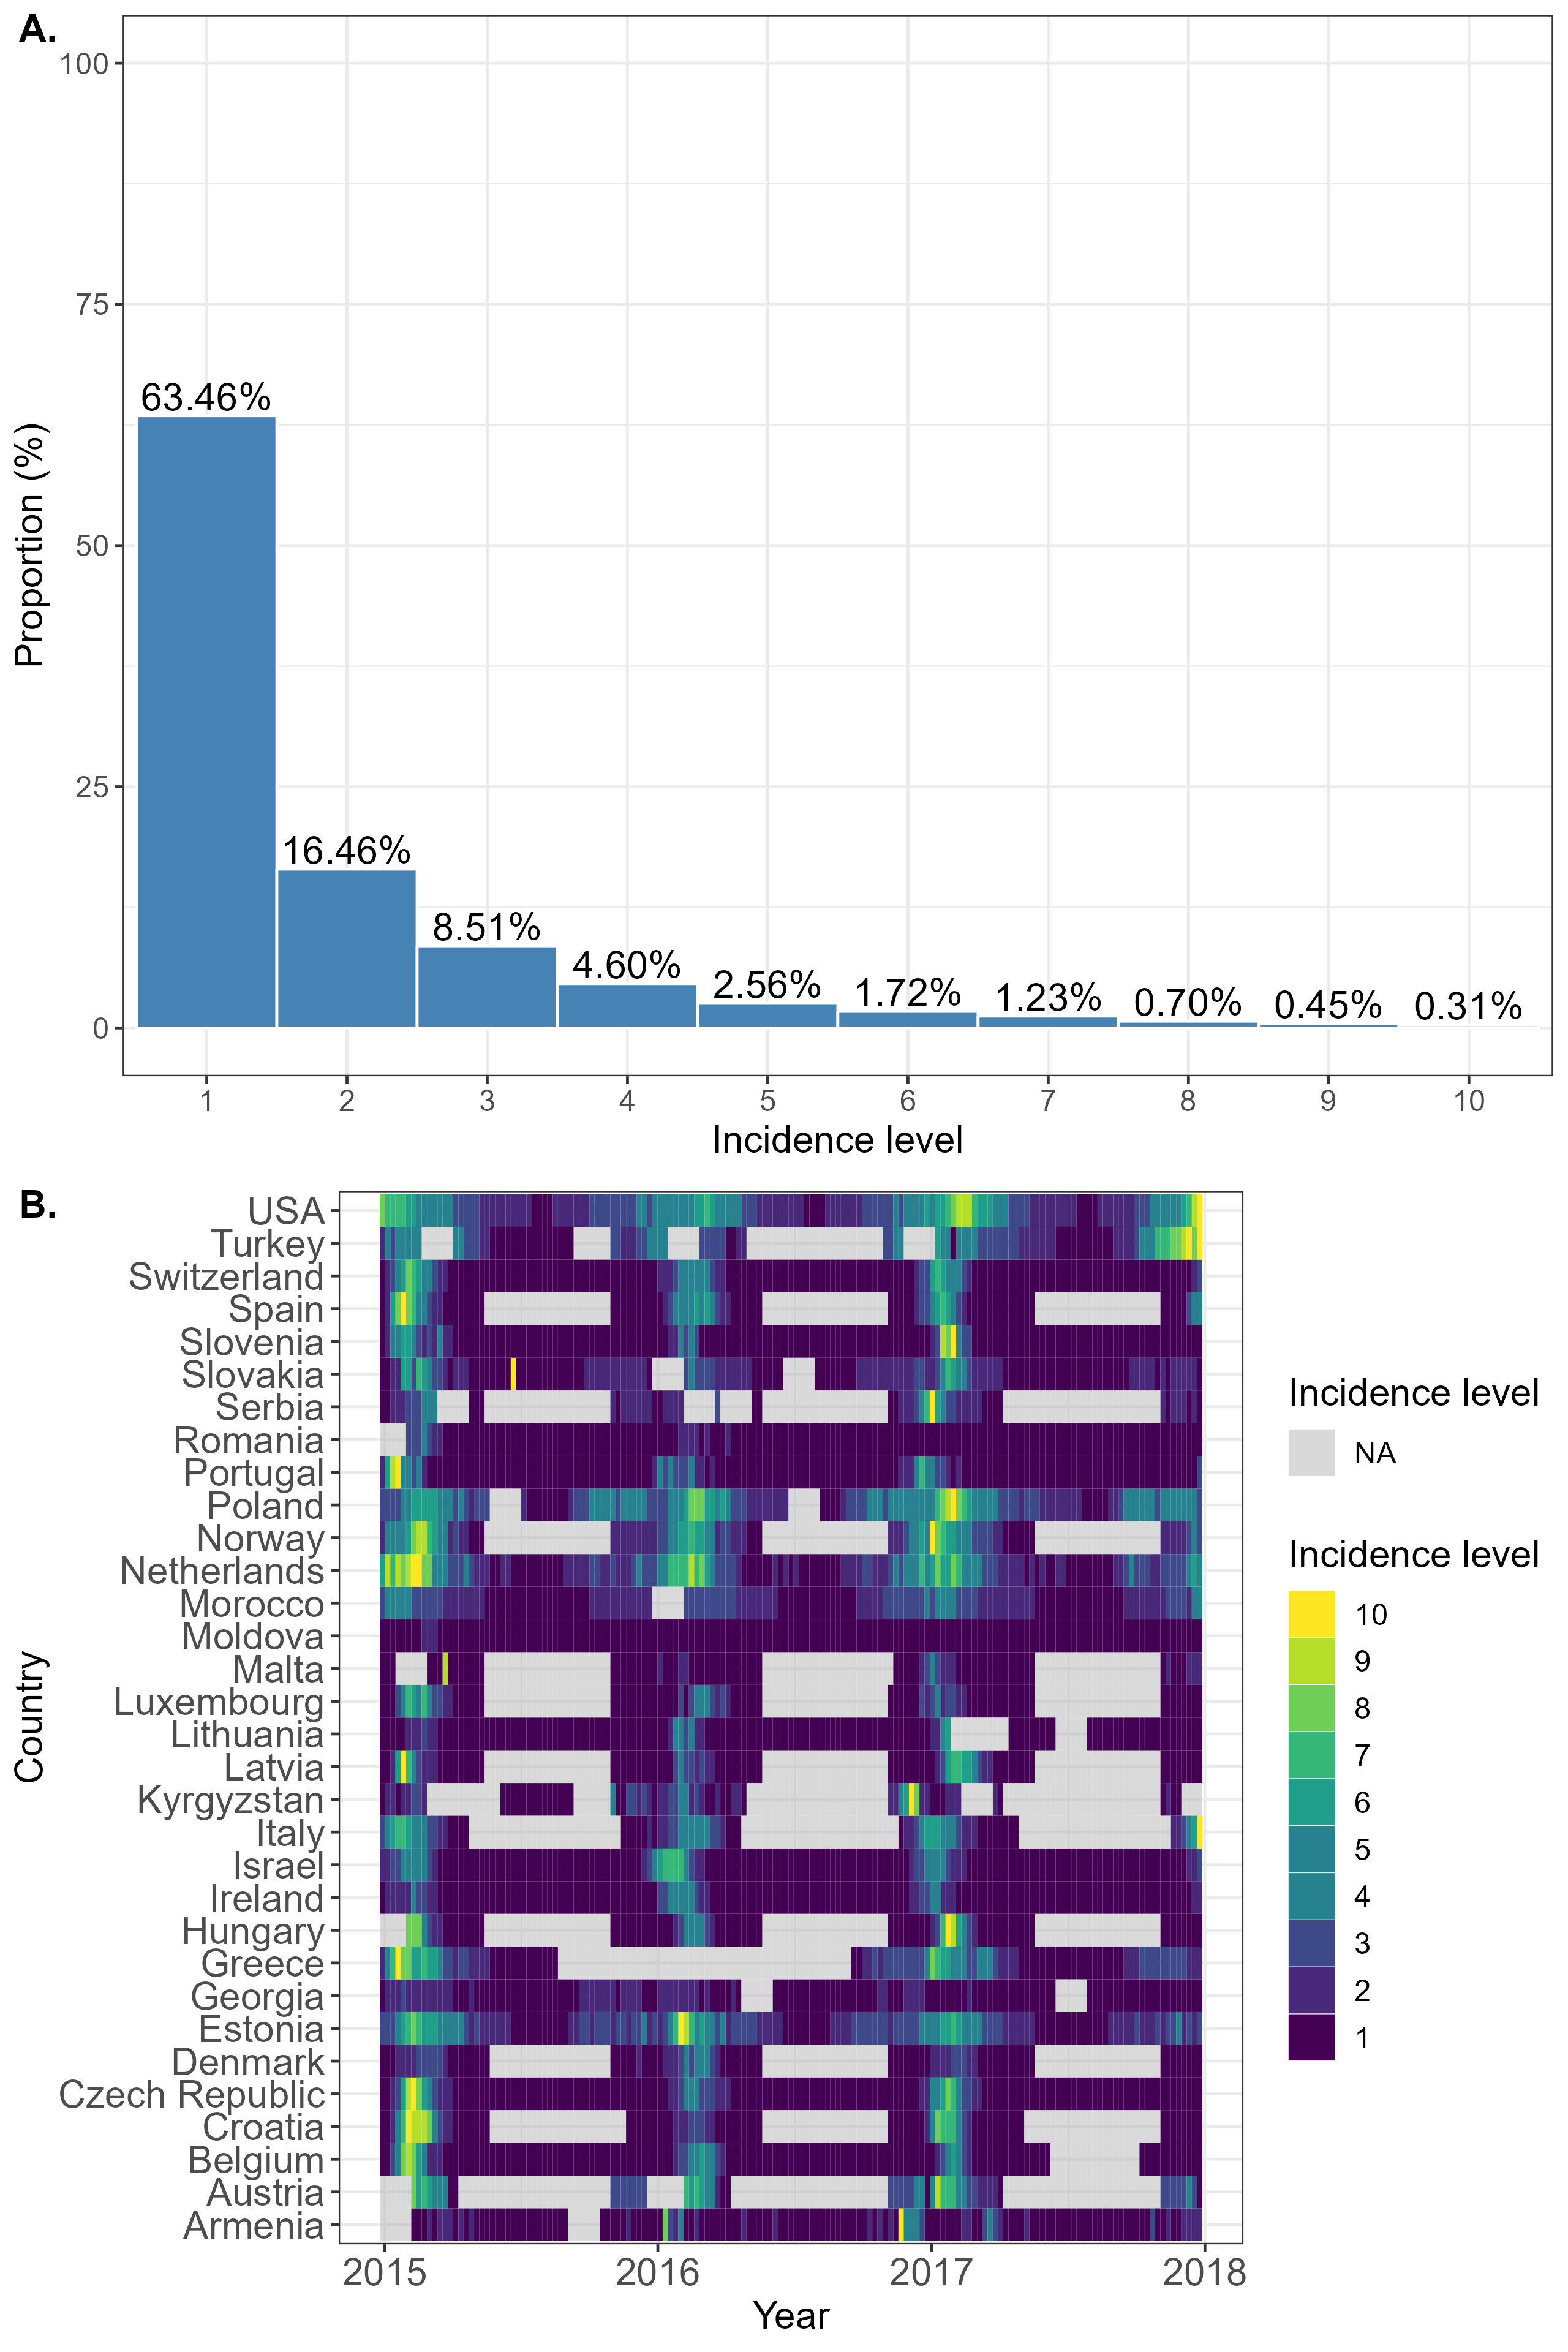 A.
100
75
50
25
0
Proportion (%)
63.46%
16.46%
8.51%
4.60%
2.56%
1.72%
1.23%
0.70%
0.45%
0.31%
1 2 3 4 5 6 7 8 9 10
Incidence level
B.
Country
USA
Turkey
Switzerland
Spain
Slovenia
Slovakia
Serbia
Romania
Portugal
Poland
Norway
Netherlands
Morocco
Moldova
Malta
Luxembourg
Lithuania
Latvia
Kyrgyzstan
Italy
Israel
Ireland
Hungary
Greece
Georgia
Estonia
Denmark
Czech Republic
Croatia
Belgium
Austria
Armenia
2015 2016 2017 2018
Year
Incidence level
NA
Incidence level
10
9
8
7
6
5
4
3
2
1